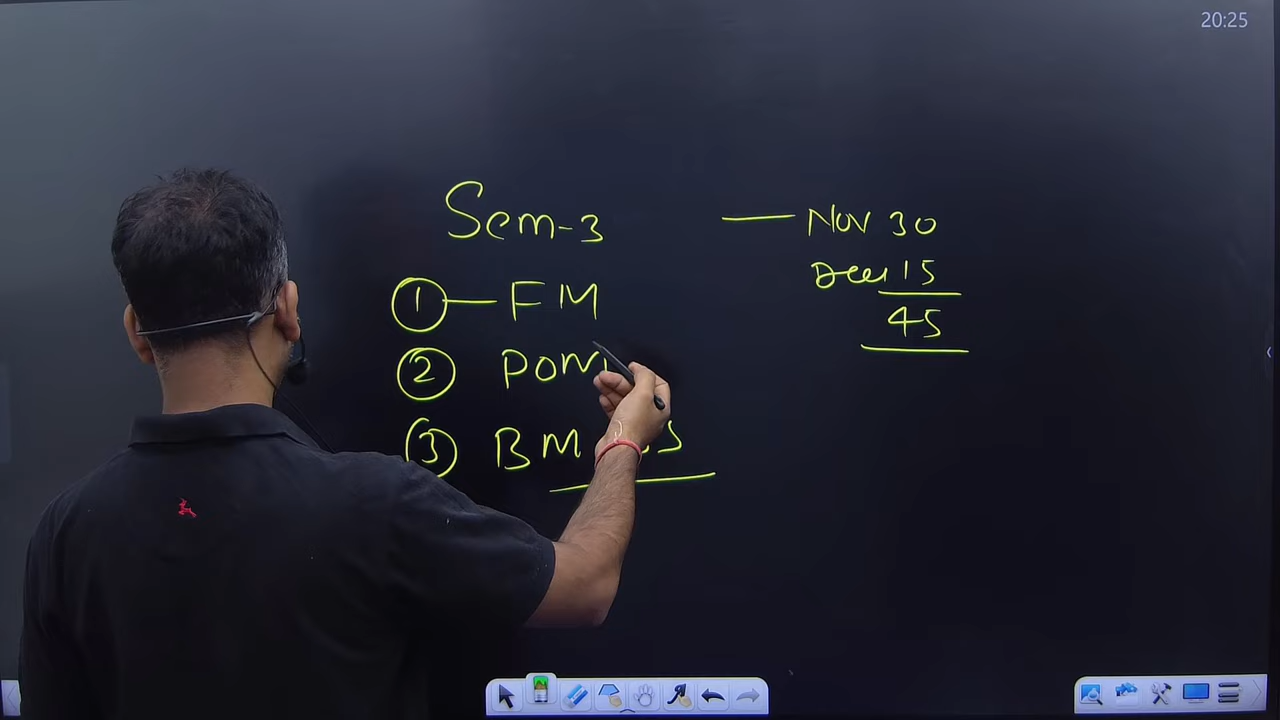 20:25
Sem-3
— Nov 30
Dec 15
45
① — FM
② POM
③ BM